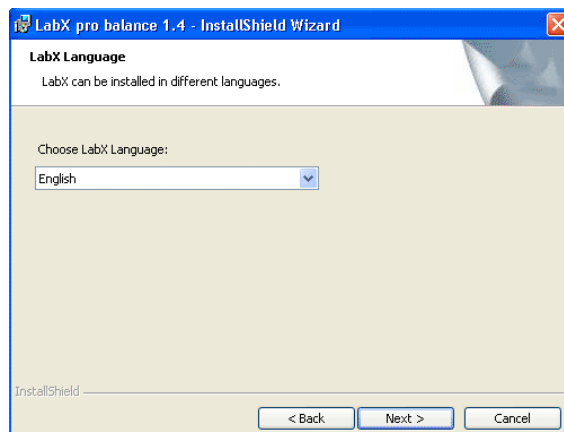 LabX pro balance 1.4 - InstallShield Wizard
LabX Language
LabX can be installed in different languages.
Choose LabX Language:
English
InstallShield
< Back Next > Cancel